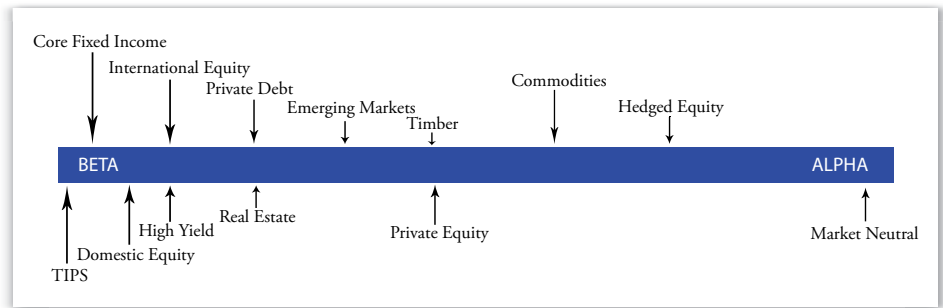 Core Fixed Income
International Equity
Private Debt
Emerging Markets
Timber
Commodities
Hedged Equity
BETA
ALPHA
TIPS
Domestic Equity
High Yield
Real Estate
Private Equity
Market Neutral